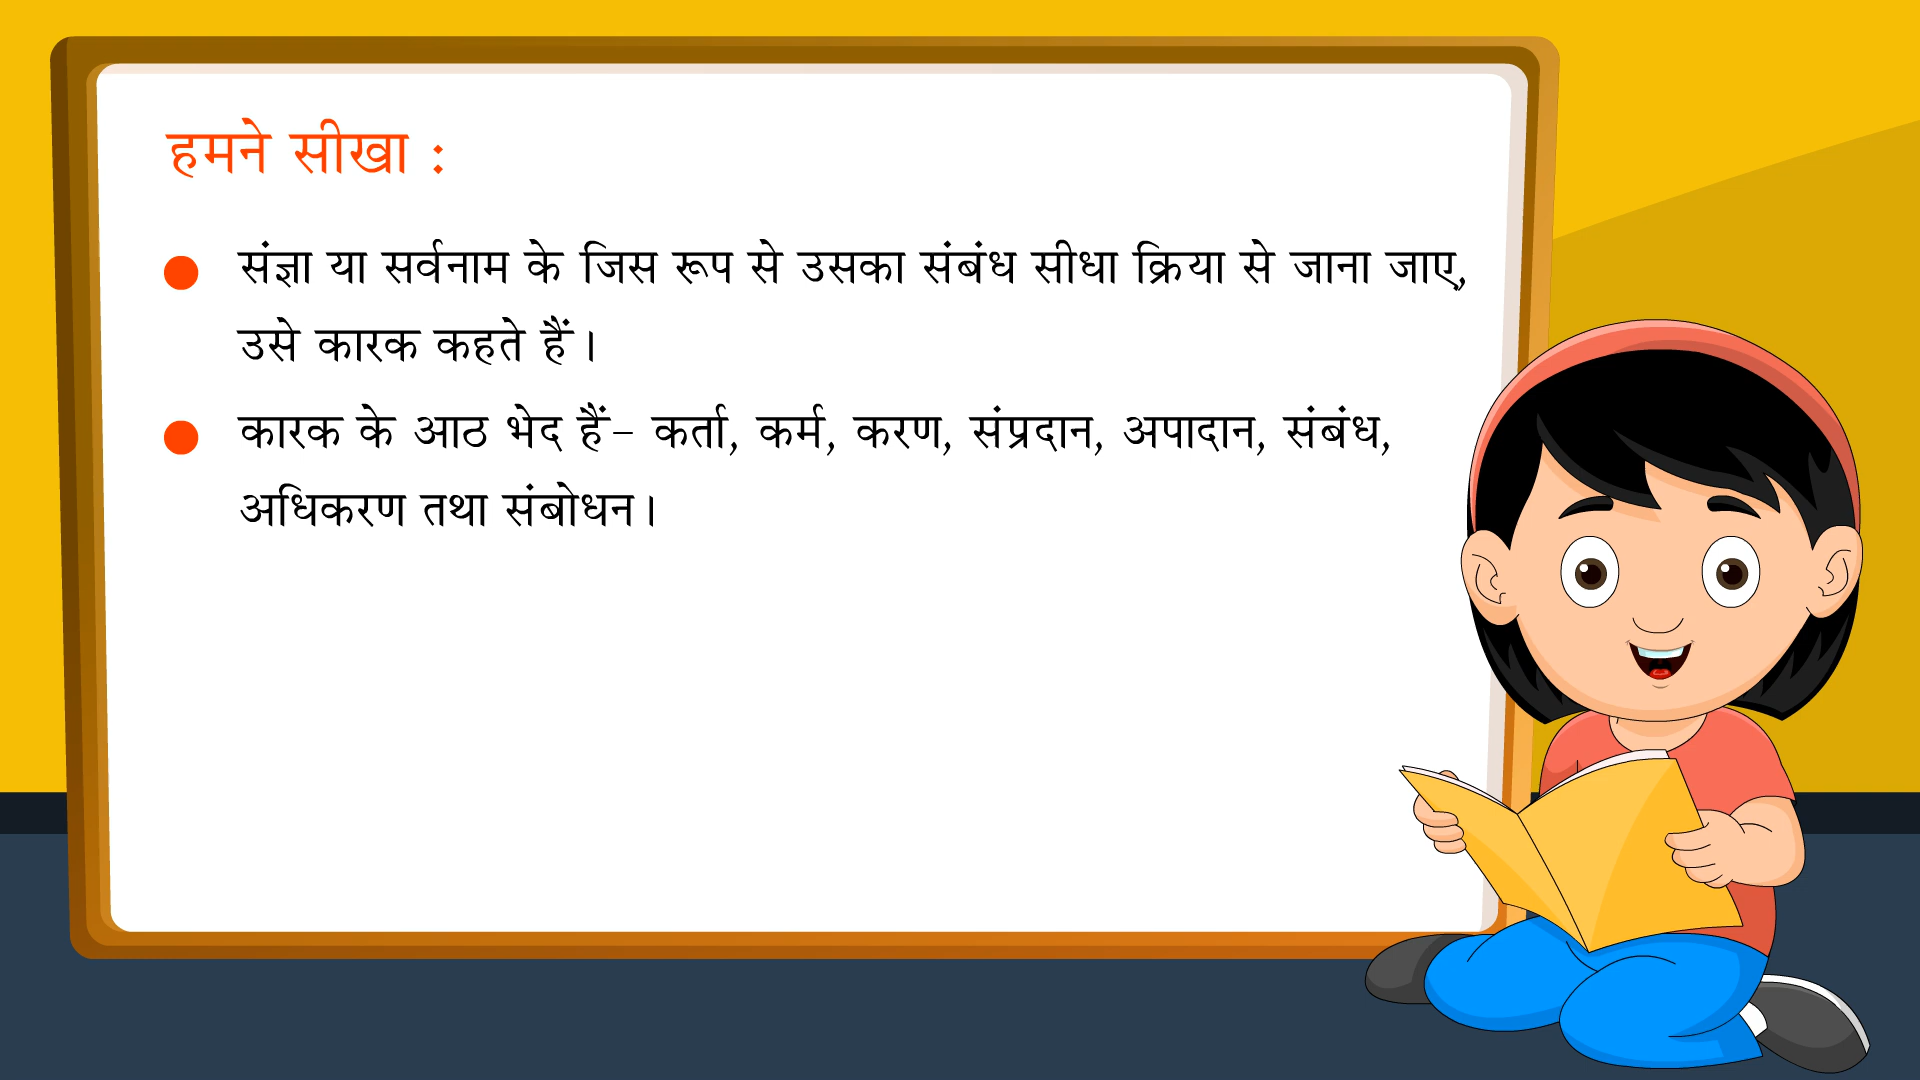 हमने सीखा :
● संज्ञा या सर्वनाम के जिस रूप से उसका संबंध सीधा क्रिया से जाना जाए,
उसे कारक कहते हैं।
● कारक के आठ भेद हैं- कर्ता, कर्म, करण, संप्रदान, अपादान, संबंध,
अधिकरण तथा संबोधन।